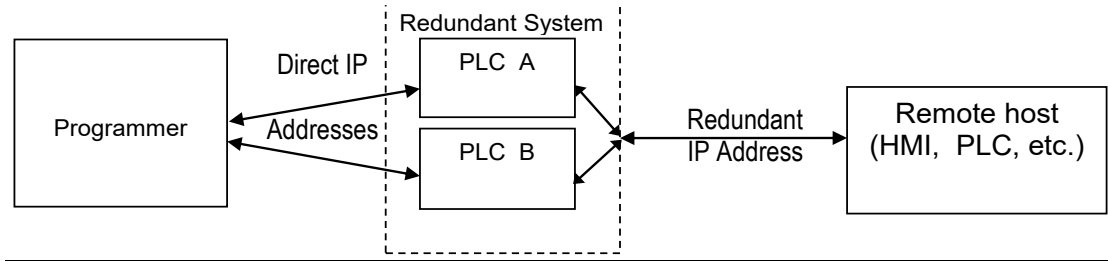 Redundant System
Programmer
Direct IP
Addresses
PLC A
PLC B
Redundant
IP Address
Remote host
(HMI, PLC, etc.)